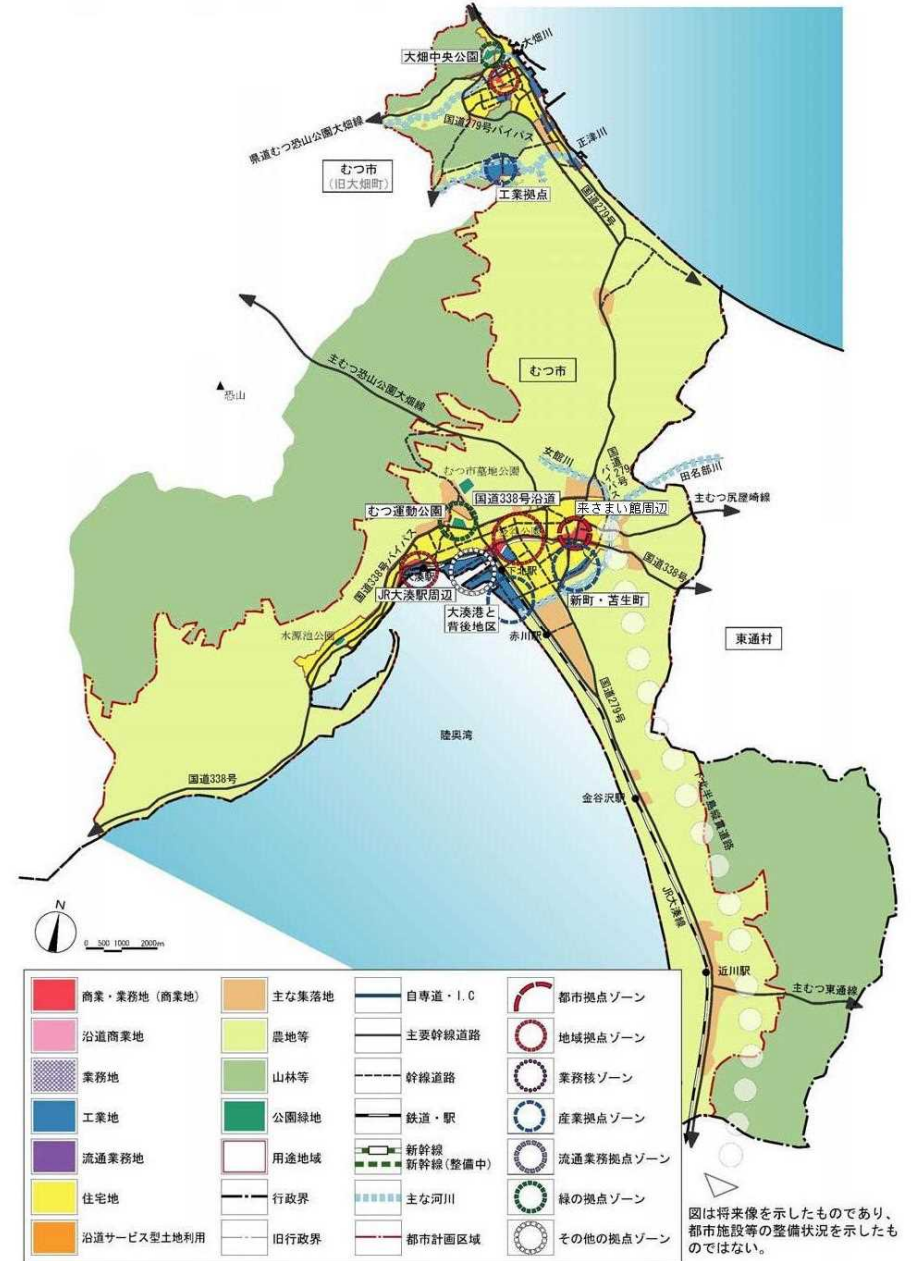 大畑川
大畑中央公園
国道279号バイパス
県道むつ恐山公園大畑線
正津川
むつ市
(旧大畑町)
工業拠点
国道279号
主むつ恐山公園大畑線
むつ市
恐山
女館川
国道279号バイパス
田名部川
むつ市墓地公園
国道338号沿道
来さまい館周辺
主むつ尻屋崎線
むつ運動公園
国道338号バイパス
大湊駅
下北駅
国道338号
JR大湊駅周辺
大湊港と
背後地区
新町・苫生町
水源池公園
赤川駅
東通村
国道279号
陸奥湾
国道338号
金谷沢駅
下北半島縦貫道路
JR大湊線
近川駅
主むつ東通線
N
0 500 1000 2000m
商業・業務地(商業地)
主な集落地
自専道・I.C
都市拠点ゾーン
沿道商業地
農地等
主要幹線道路
地域拠点ゾーン
業務地
山林等
幹線道路
業務核ゾーン
工業地
公園緑地
鉄道・駅
産業拠点ゾーン
流通業務地
用途地域
新幹線
新幹線(整備中)
流通業務拠点ゾーン
住宅地
行政界
主な河川
緑の拠点ゾーン
沿道サービス型土地利用
旧行政界
都市計画区域
その他の拠点ゾーン
図は将来像を示したものであり、
都市施設等の整備状況を示したも
のではない。